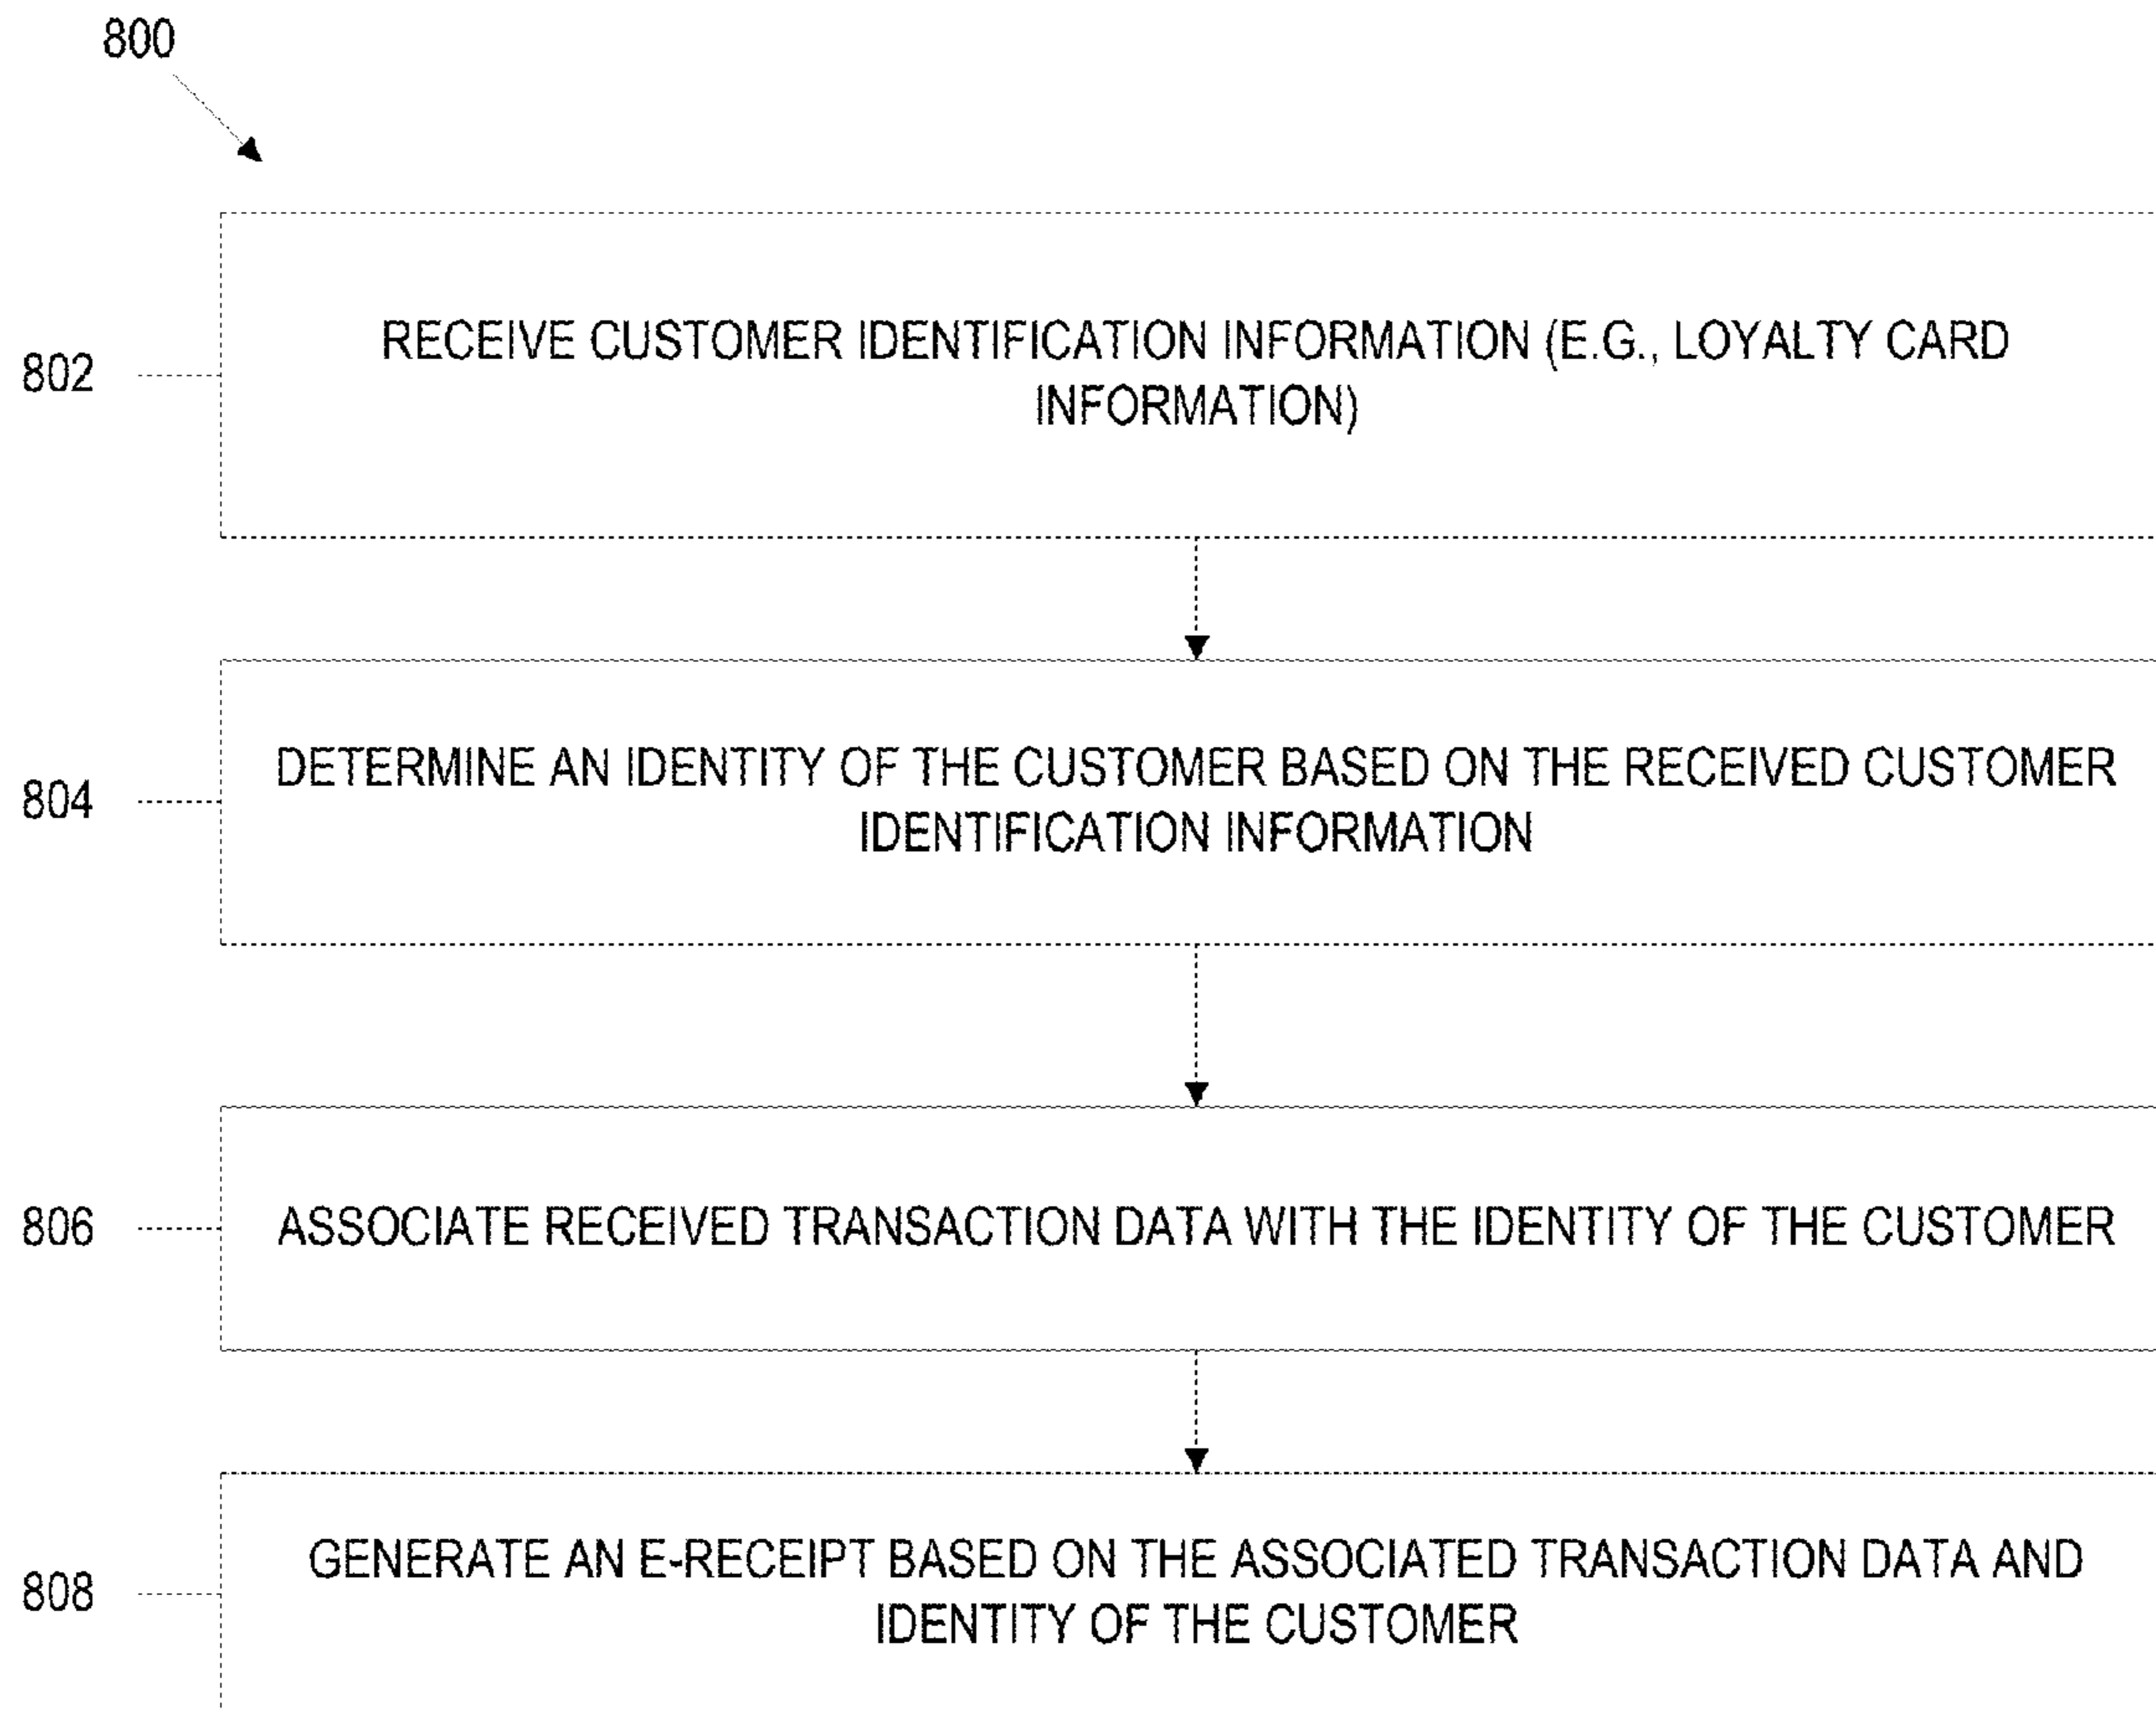 800
802
RECEIVE CUSTOMER IDENTIFICATION INFORMATION (E.G., LOYALTY CARD
INFORMATION)
804
DETERMINE AN IDENTITY OF THE CUSTOMER BASED ON THE RECEIVED CUSTOMER
IDENTIFICATION INFORMATION
806
ASSOCIATE RECEIVED TRANSACTION DATA WITH THE IDENTITY OF THE CUSTOMER
808
GENERATE AN E-RECEIPT BASED ON THE ASSOCIATED TRANSACTION DATA AND
IDENTITY OF THE CUSTOMER